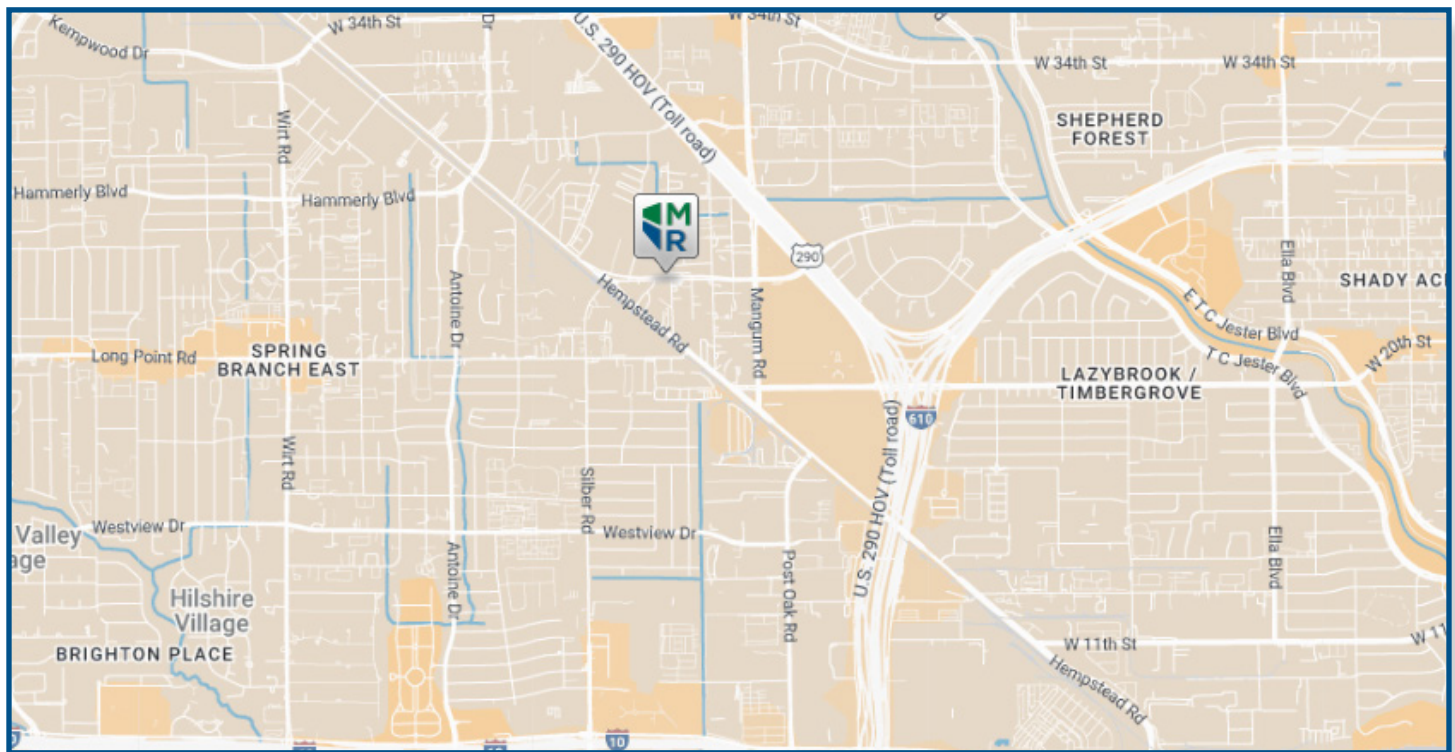 W 34th St
Dr
W 34th St
Kempwood Dr
U.S. 290 HOV (Toll road)
W 34th St
W 34th St
SHEPHERD
FOREST
Wirt Rd
Hammerly Blvd
Hammerly Blvd
M
R
290
Ella Blvd
SHADY AC
Antoine Dr
Hempstead Rd
Mangum Rd
E T C Jester Blvd
Long Point Rd
SPRING
BRANCH EAST
T C Jester Blvd
W 20th St
LAZYBROOK /
TIMBERGROVE
610
U.S. 290 HOV (Toll road)
Wirt Rd
Silber Rd
Valley
age
Westview Dr
Westview Dr
Ella Blvd
Antoine Dr
Post Oak Rd
Hilshire
Village
BRIGHTON PLACE
W 11th St
W 11
Hempstead Rd
10